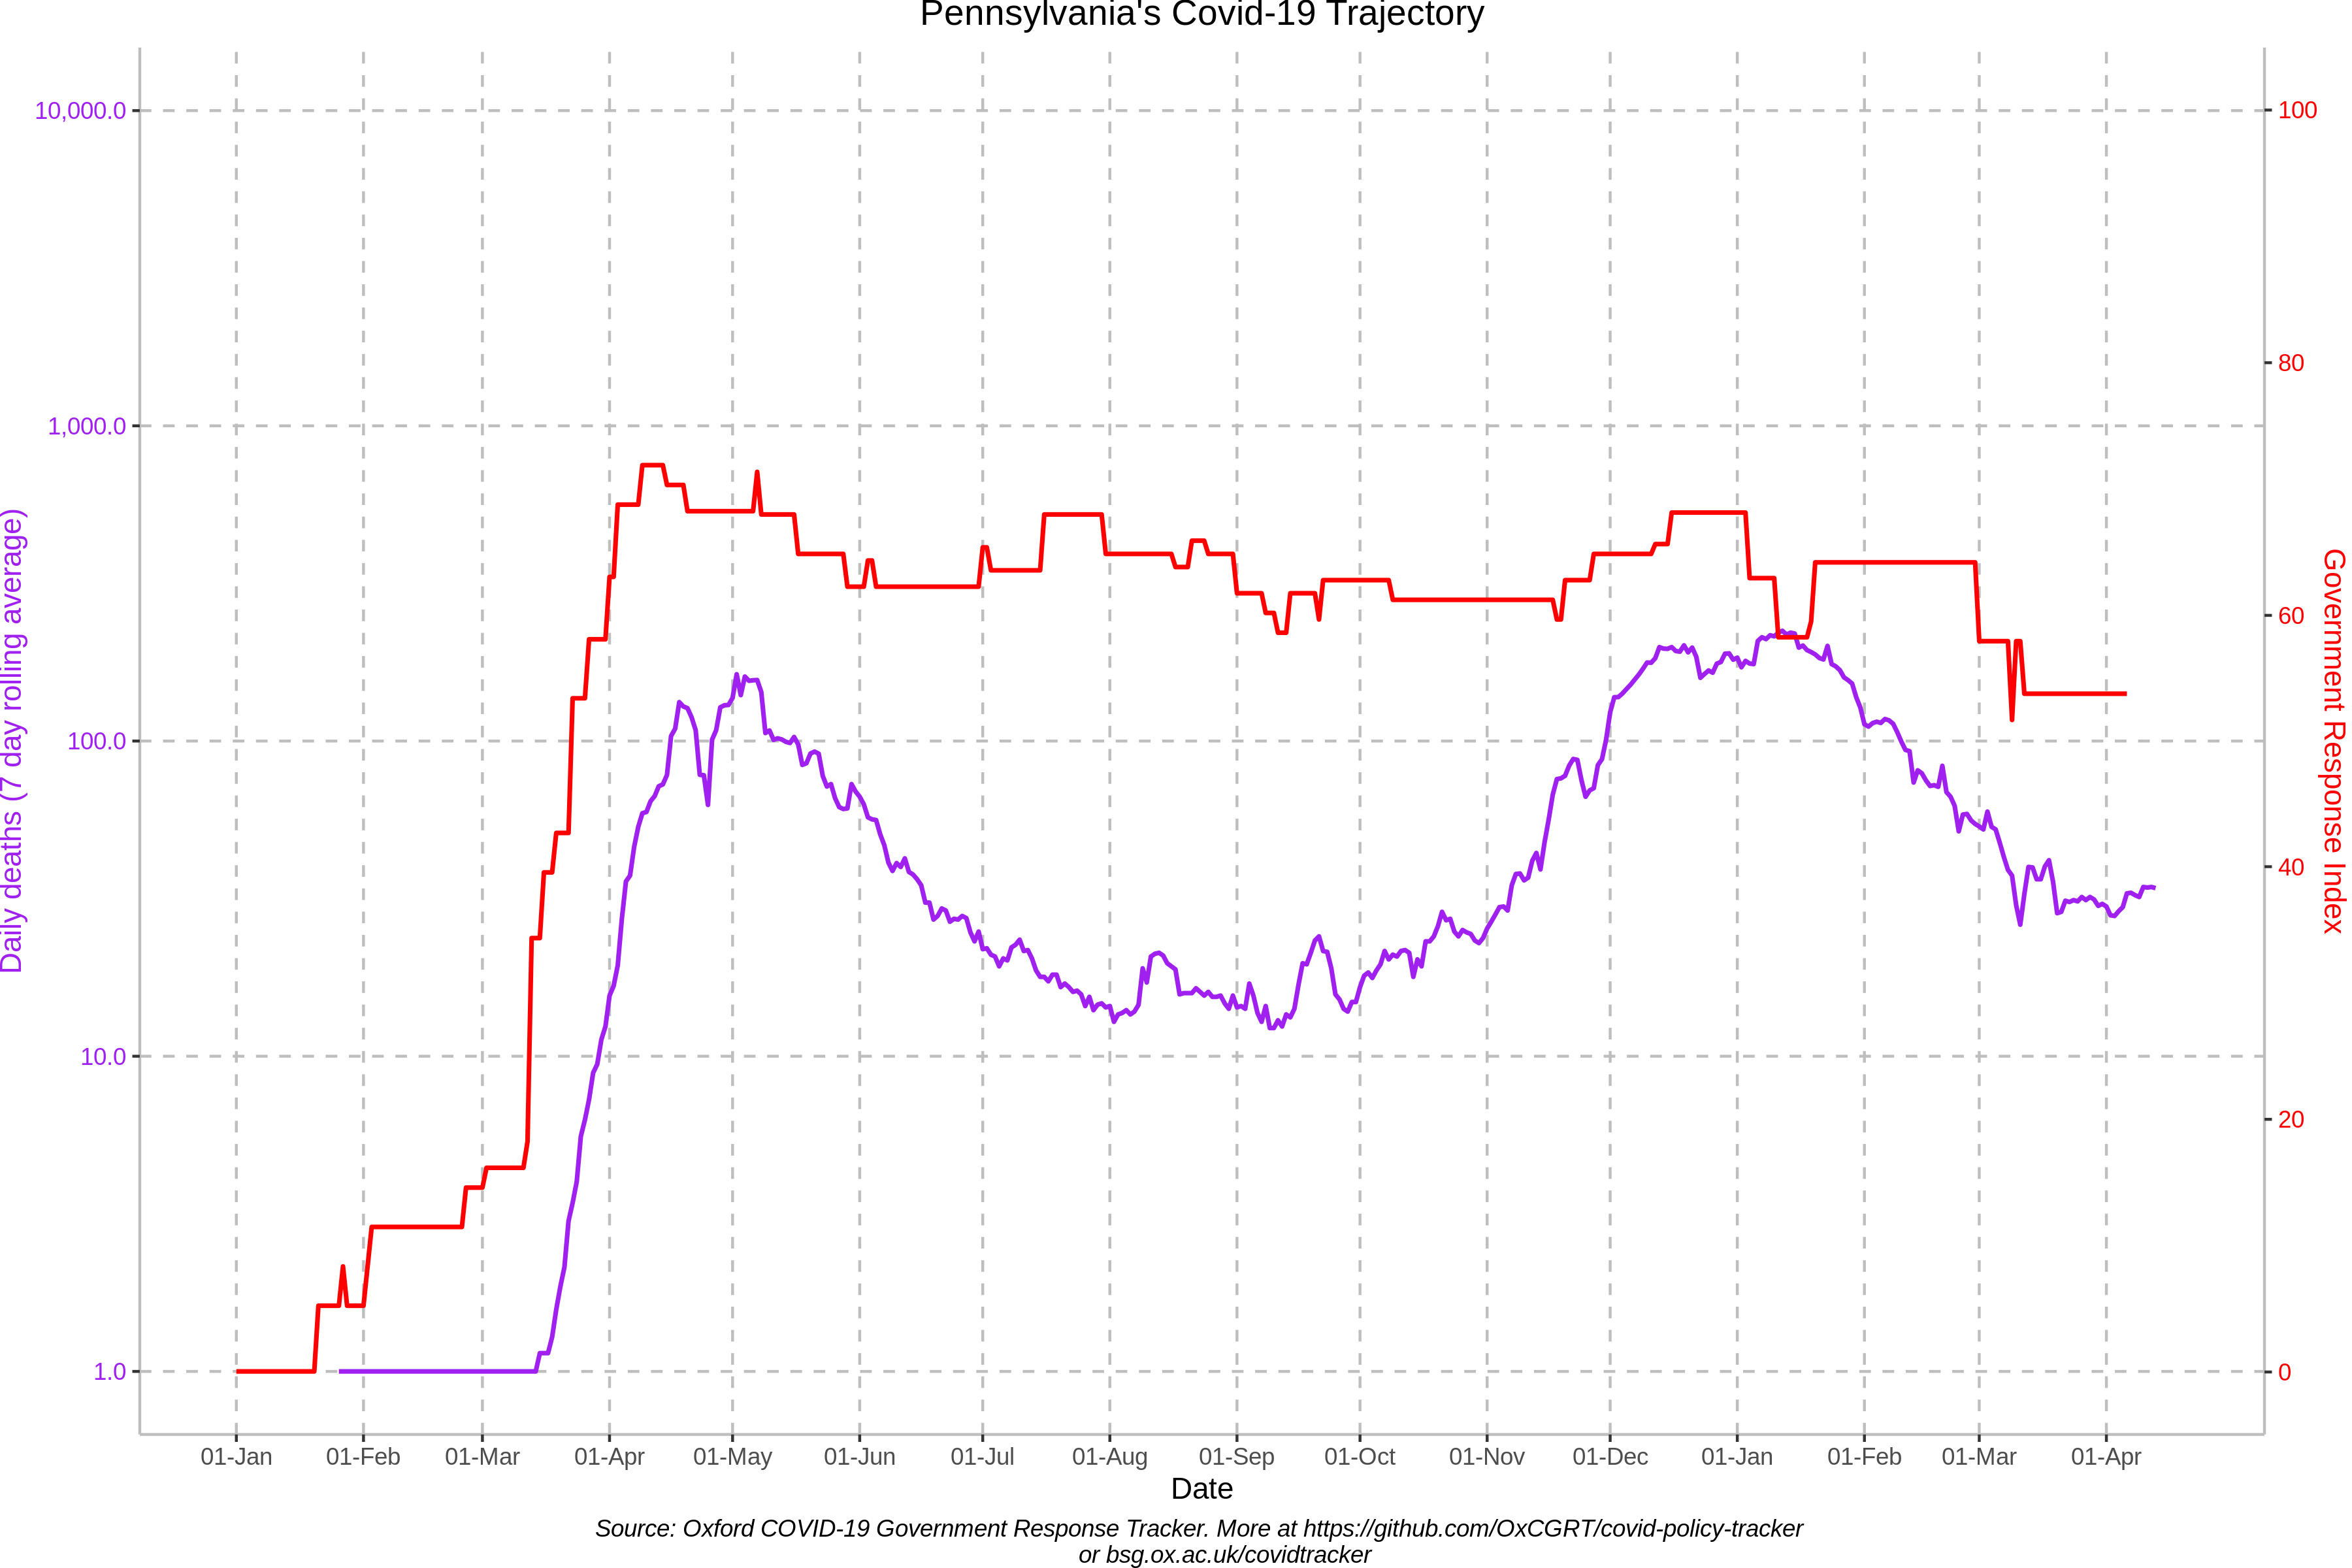 Pennsylvania's Covid-19 Trajectory
10,000.0
1,000.0
100.0
10.0
1.0
Daily deaths (7 day rolling average)
100
80
60
40
20
0
Government Response Index
01-Jan 01-Feb 01-Mar 01-Apr 01-May 01-Jun 01-Jul 01-Aug 01-Sep 01-Oct 01-Nov 01-Dec 01-Jan 01-Feb 01-Mar 01-Apr
Date
Source: Oxford COVID-19 Government Response Tracker. More at https://github.com/OxCGRT/covid-policy-tracker
or bsg.ox.ac.uk/covidtracker